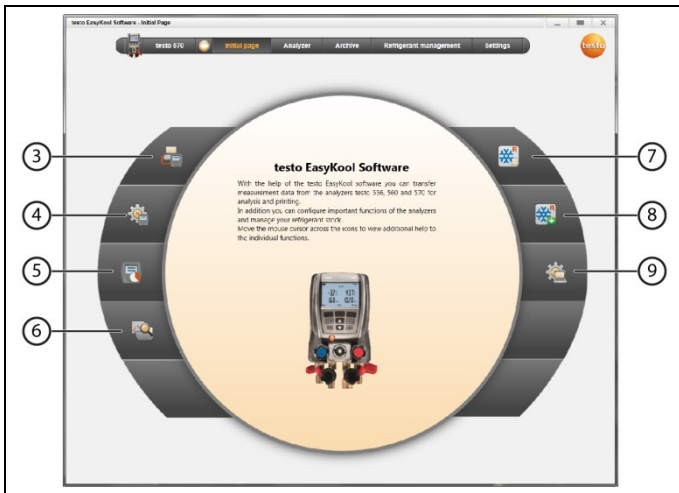 testo EasyKool Software - Initial Page
testo 570 Initial page Analyzer Archive Refrigerant management Settings
testo
3
7
testo EasyKool Software
With the help of the testo EasyKool software you can transfer
measurement data from the analyzers testo 556, 560 and 570 for
analysis and printing.
In addition you can configure important functions of the analyzers
and manage your refrigerant stock.
Move the mouse cursor across the icons to view additional help to
the individual functions.
4
8
5
9
6